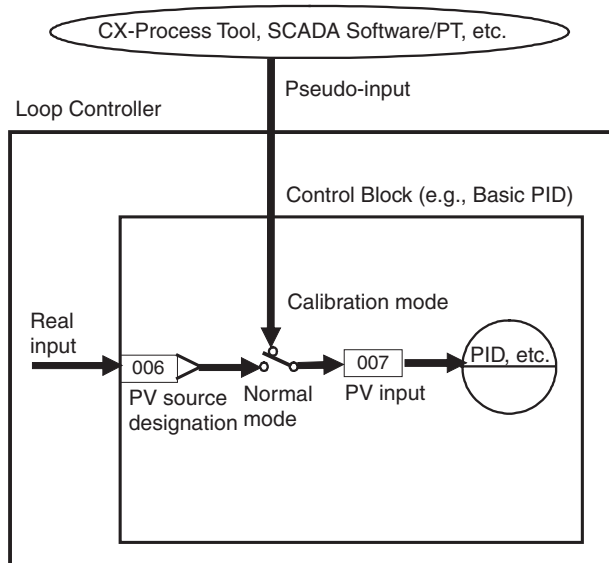 CX-Process Tool, SCADA Software/PT, etc.
Pseudo-input
Loop Controller
Control Block (e.g., Basic PID)
Calibration mode
Real
input
006
007
PID, etc.
PV source
designation
Normal
mode
PV input